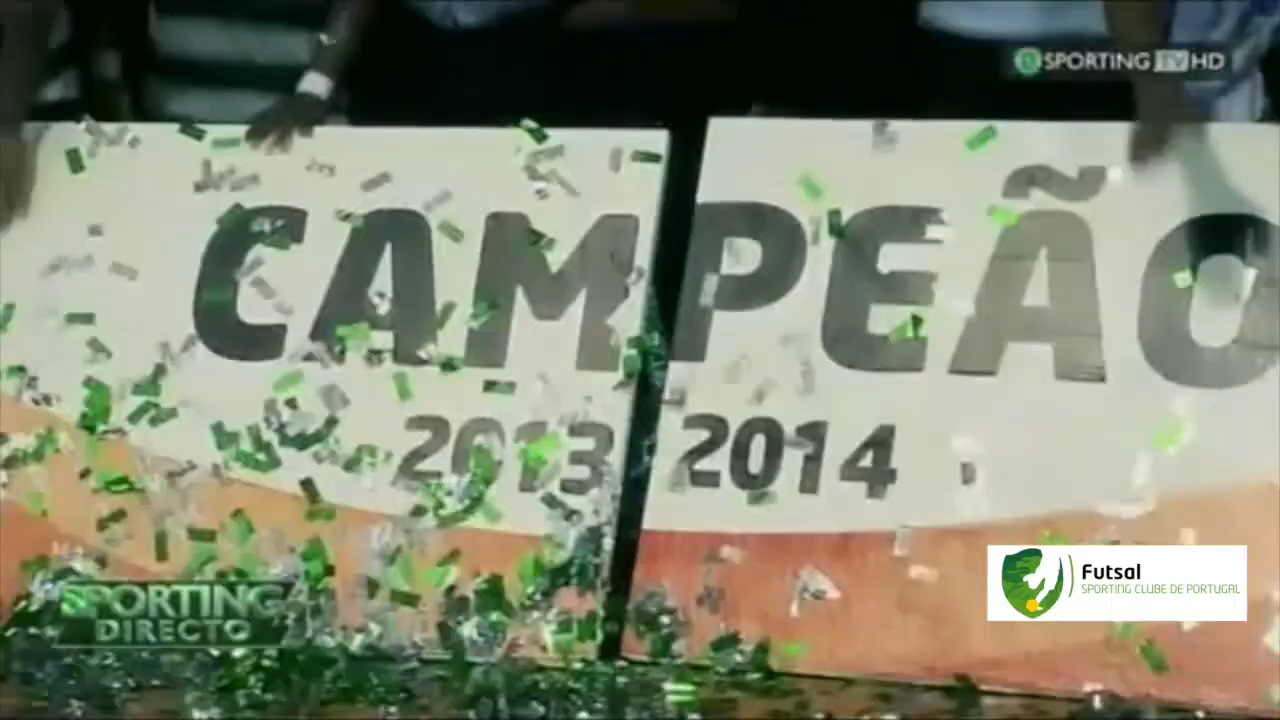 SPORTING TV HD
CAMPEÃO
2013 2014
Futsal
SPORTING CLUBE DE PORTUGAL
SPORTING
DIRECTO